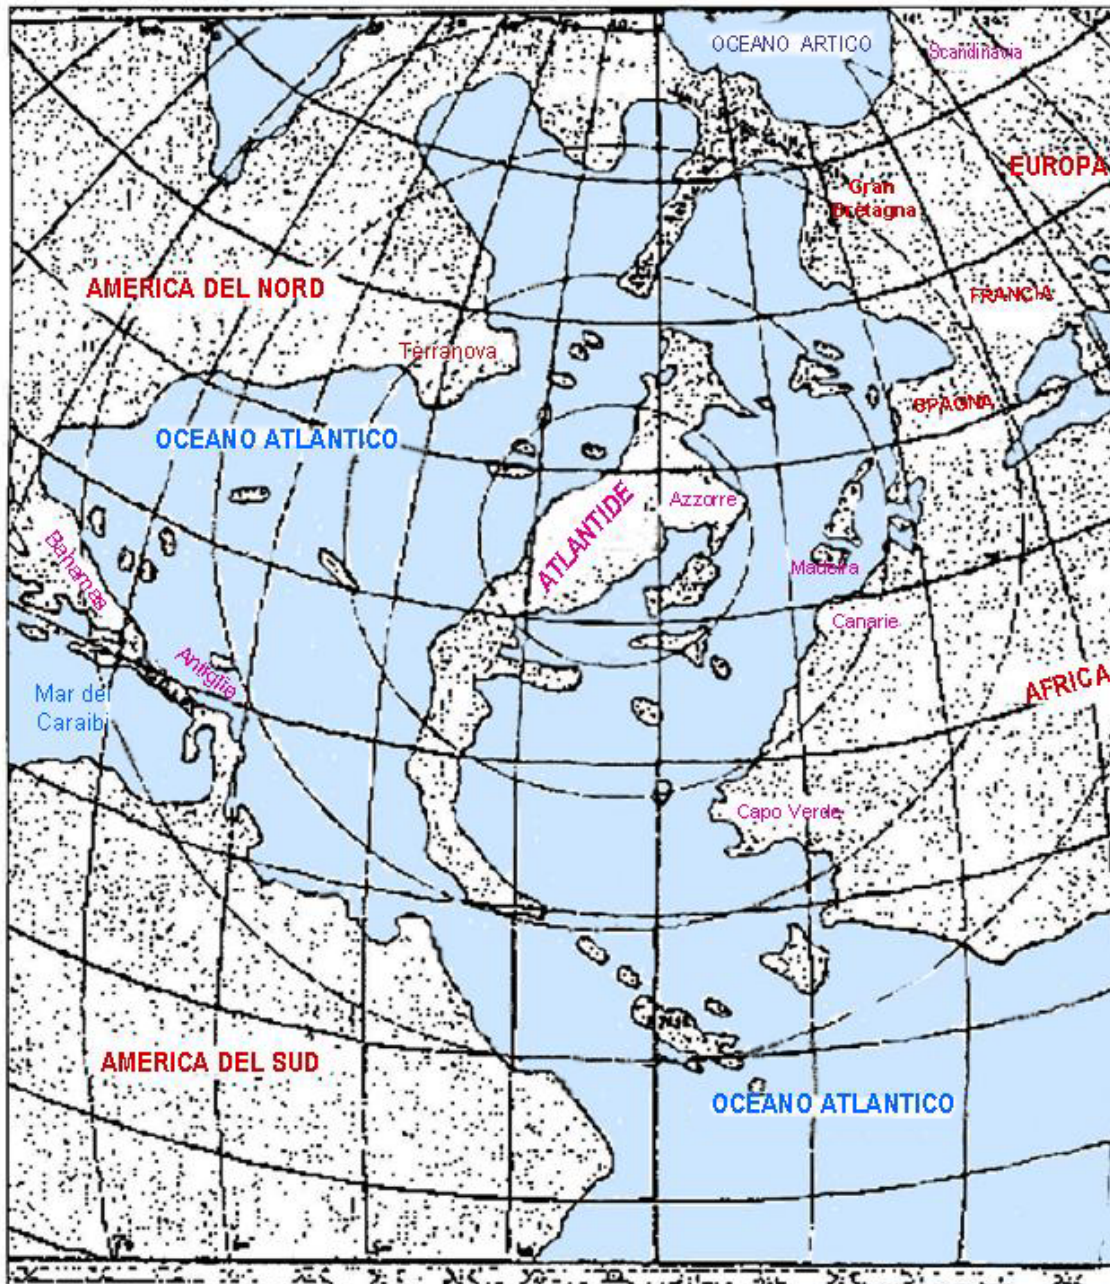 OCEANO ARTICO
Scandinavia
EUROPA
Gran
Bretagna
AMERICA DEL NORD
FRANCIA
Terranova
SPAGNA
OCEANO ATLANTICO
ATLANTIDE
Azzorre
Bahamas
Madeira
Canarie
Antiglie
AFRICA
Mar dei
Caraibi
Capo Verde
AMERICA DEL SUD
OCEANO ATLANTICO